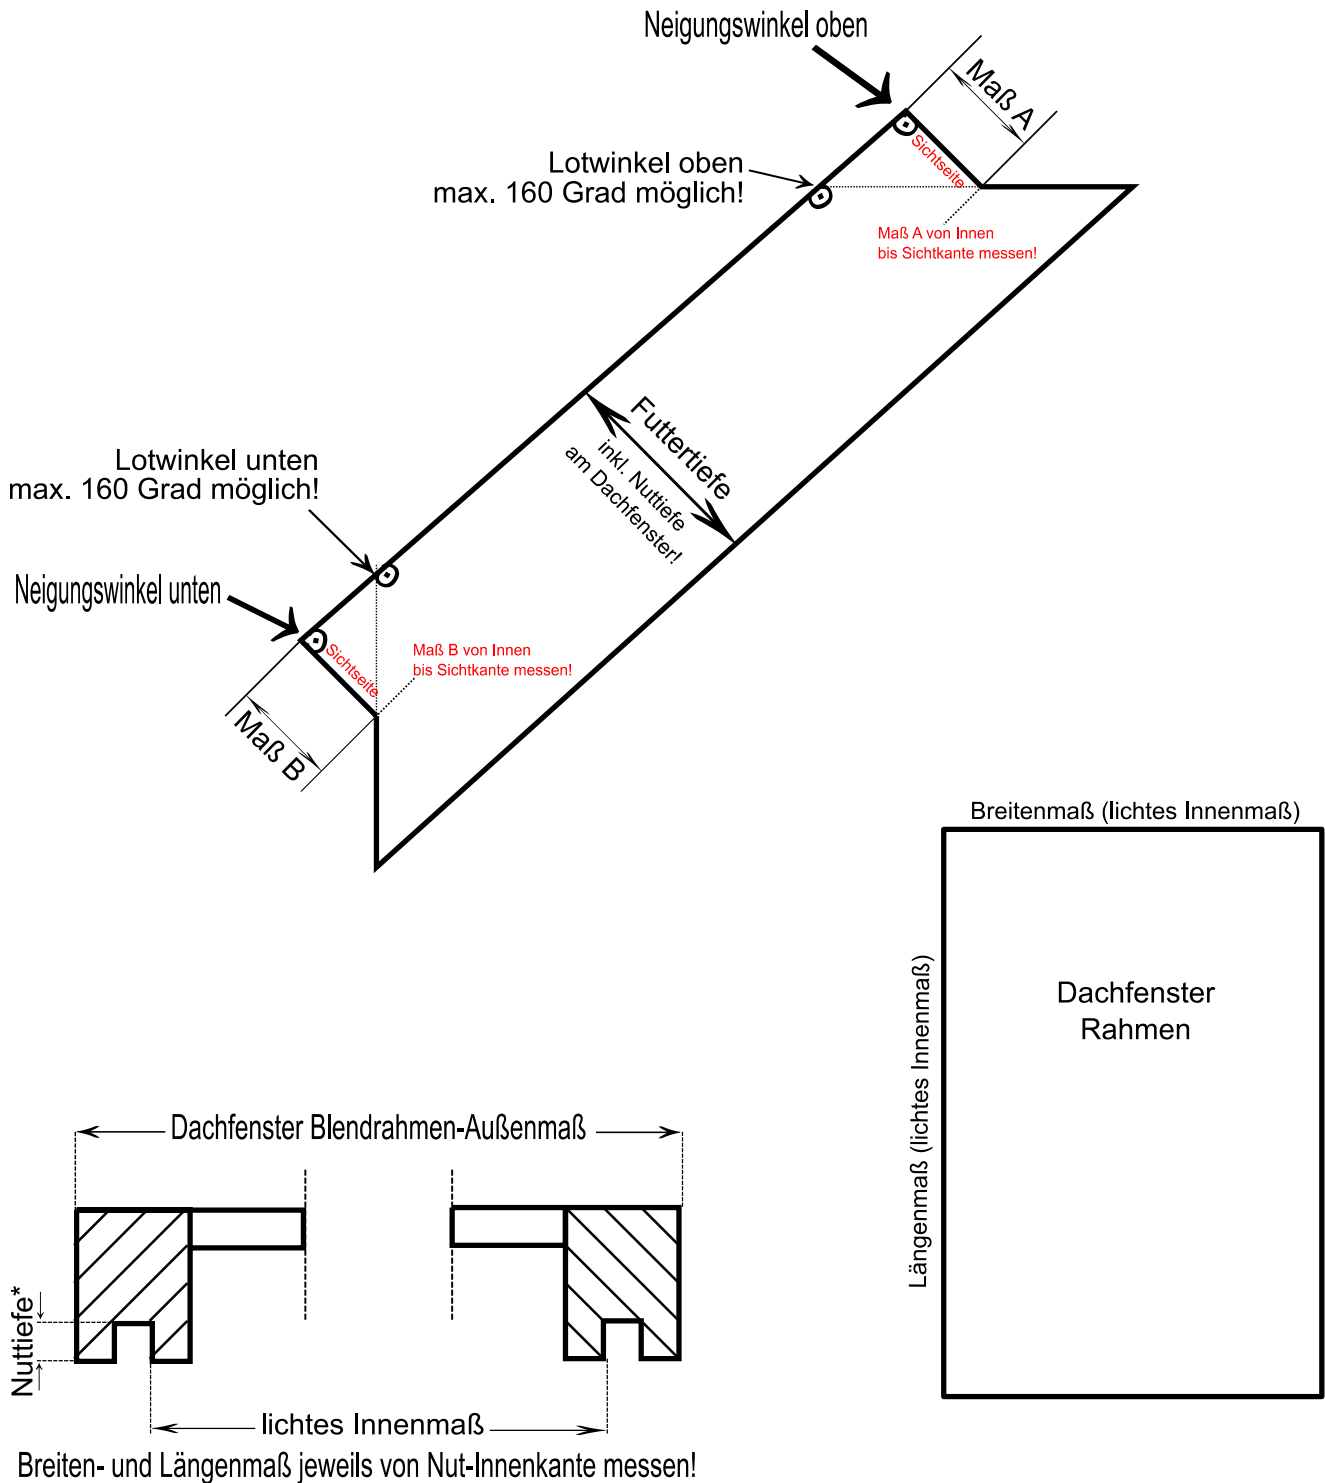 Neigungswinkel oben
Maß A
Sichtseite
Lotwinkel oben
max. 160 Grad möglich!
Maß A von Innen
bis Sichtkante messen!
Futtertiefe
inkl. Nuttiefe
am Dachfenster!
Lotwinkel unten
max. 160 Grad möglich!
Neigungswinkel unten
Sichtseite
Maß B von Innen
bis Sichtkante messen!
Maß B
Breitenmaß (lichtes Innenmaß)
Längenmaß (lichtes Innenmaß)
Dachfenster
Rahmen
Dachfenster Blendrahmen-Außenmaß
Nuttiefe*
lichtes Innenmaß
Breiten- und Längenmaß jeweils von Nut-Innenkante messen!